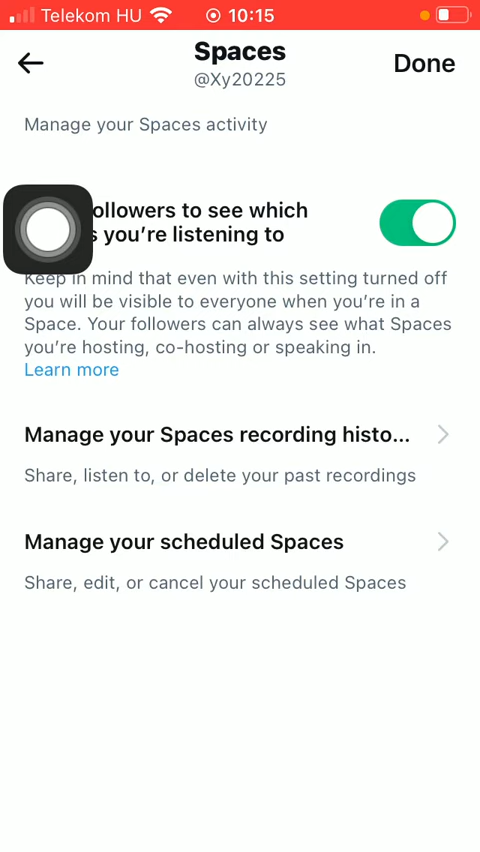 Telekom HU 10:15
Spaces
@Xy20225
Done
Manage your Spaces activity
ollowers to see which
s you’re listening to
Keep in mind that even with this setting turned off
you will be visible to everyone when you’re in a
Space. Your followers can always see what Spaces
you’re hosting, co-hosting or speaking in.
Learn more
Manage your Spaces recording histo...
Share, listen to, or delete your past recordings
Manage your scheduled Spaces
Share, edit, or cancel your scheduled Spaces